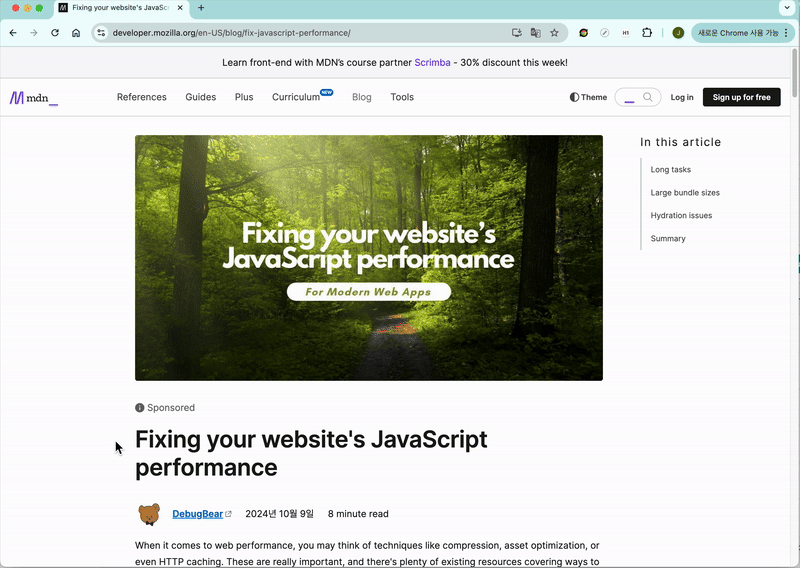 Fixing your website's JavaSc
developer.mozilla.org/en-US/blog/fix-javascript-performance/
H1
J
새로운 Chrome 사용 가능
Learn front-end with MDN's course partner Scrimba - 30% discount this week!
mdn_
References
Guides
Plus
Curriculum NEW
Blog
Tools
Theme
Log in
Sign up for free
Fixing your website's
JavaScript performance
For Modern Web Apps
In this article
Long tasks
Large bundle sizes
Hydration issues
Summary
Sponsored
Fixing your website's JavaScript
performance
DebugBear
2024년 10월 9일
8 minute read
When it comes to web performance, you may think of techniques like compression, asset optimization, or
even HTTP caching. These are really important, and there's plenty of existing resources covering ways to